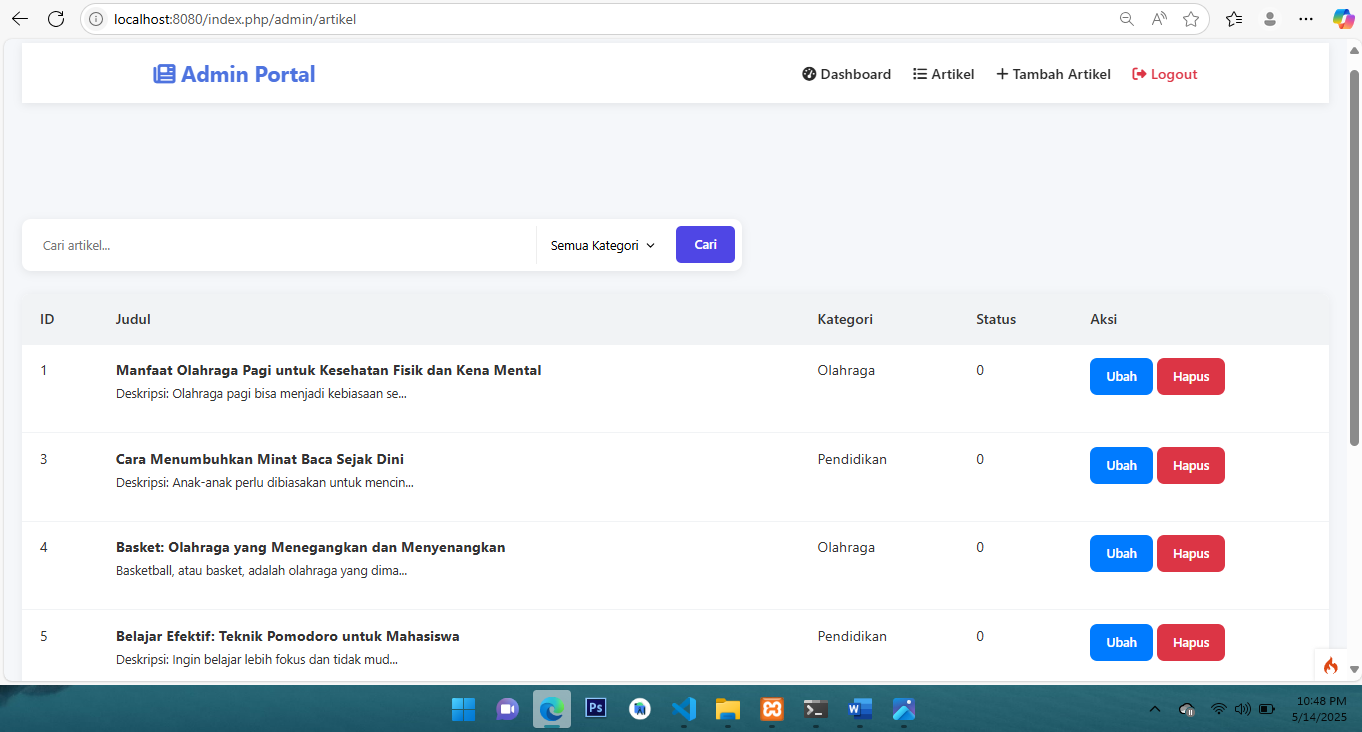 localhost:8080/index.php/admin/artikel
Admin Portal
Dashboard
Artikel
Tambah Artikel
Logout
Cari artikel...
Semua Kategori
Cari
ID Judul Kategori Status Aksi
1 Manfaat Olahraga Pagi untuk Kesehatan Fisik dan Kena Mental Olahraga 0 Ubah Hapus
Deskripsi: Olahraga pagi bisa menjadi kebiasaan se...
3 Cara Menumbuhkan Minat Baca Sejak Dini Pendidikan 0 Ubah Hapus
Deskripsi: Anak-anak perlu dibiasakan untuk mencin...
4 Basket: Olahraga yang Menegangkan dan Menyenangkan Olahraga 0 Ubah Hapus
Basketball, atau basket, adalah olahraga yang dima...
5 Belajar Efektif: Teknik Pomodoro untuk Mahasiswa Pendidikan 0 Ubah Hapus
Deskripsi: Ingin belajar lebih fokus dan tidak mud...
Ps
W
10:48 PM
5/14/2025